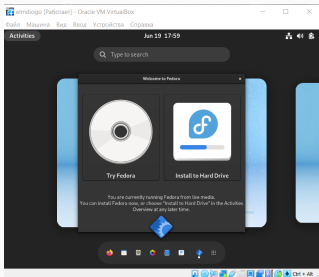 elmdiogo [Работает] - Oracle VM VirtualBox
Файл Машина Вид Ввод Устройства Справка
Activities
Jun 19 17:59
Type to search
Welcome to Fedora
Try Fedora
Install to Hard Drive
You are currently running Fedora from live media.
You can install Fedora now, or choose "Install to Hard Drive" in the Activities
Overview at any later time.
Ctrl + Alt